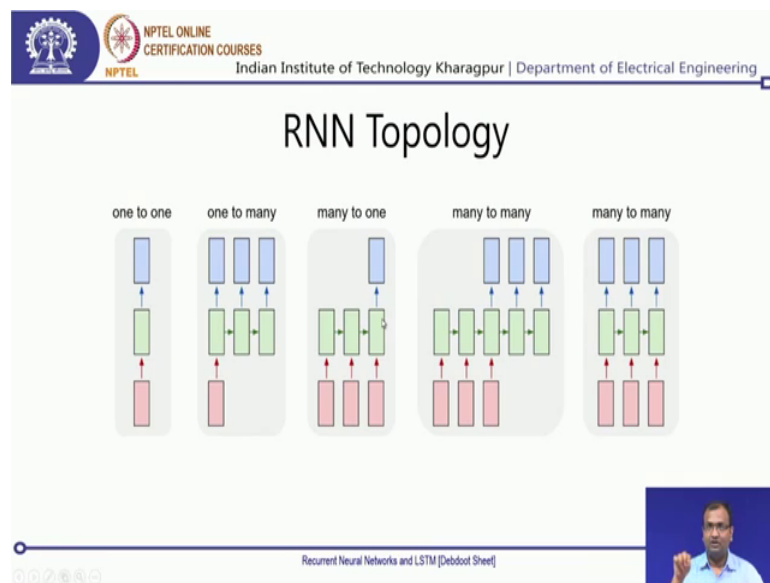 NPTEL ONLINE
CERTIFICATION COURSES
NPTEL
Indian Institute of Technology Kharagpur | Department of Electrical Engineering
RNN Topology
one to one one to many many to one many to many many to many
Recurrent Neural Networks and LSTM [Debdoot Sheet]